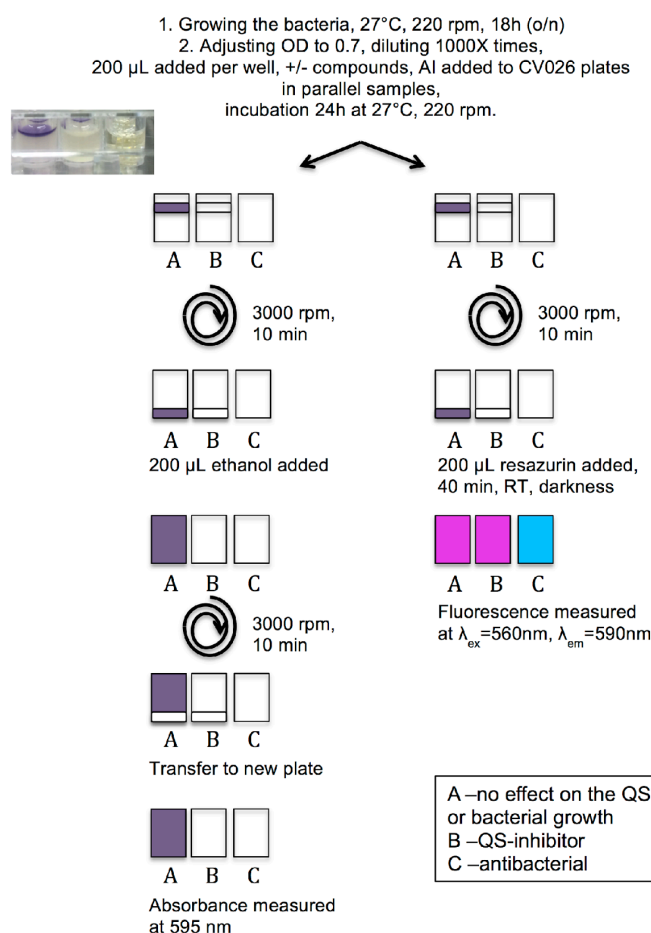 1. Growing the bacteria, 27°C, 220 rpm, 18h (o/n)
2. Adjusting OD to 0.7, diluting 1000X times,
200 µL added per well, +/- compounds, AI added to CV026 plates
in parallel samples,
incubation 24h at 27°C, 220 rpm.
A B C
3000 rpm,
10 min
A B C
200 µL ethanol added
A B C
3000 rpm,
10 min
A B C
Transfer to new plate
A B C
Absorbance measured
at 595 nm
A B C
3000 rpm,
10 min
A B C
200 µL resazurin added,
40 min, RT, darkness
A B C
Fluorescence measured
at λex=560nm, λem=590nm
A –no effect on the QS
or bacterial growth
B –QS-inhibitor
C –antibacterial